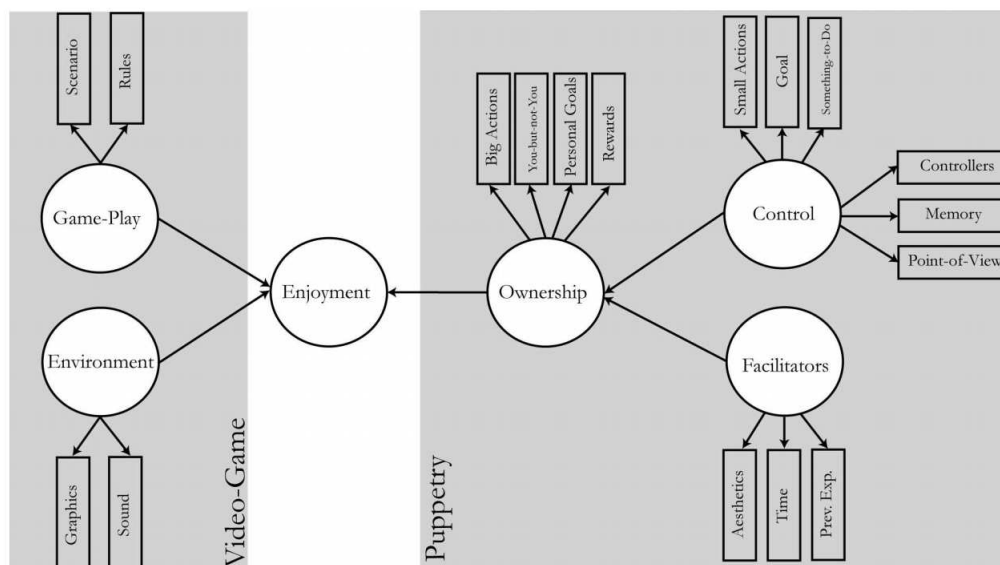 Scenario
Rules
Game-Play
Environment
Graphics
Sound
Video-Game
Enjoyment
Big Actions
You-but-not-You
Personal Goals
Rewards
Ownership
Puppetry
Small Actions
Goal
Something-to-Do
Control
Controllers
Memory
Point-of-View
Facilitators
Aesthetics
Time
Prev. Exp.